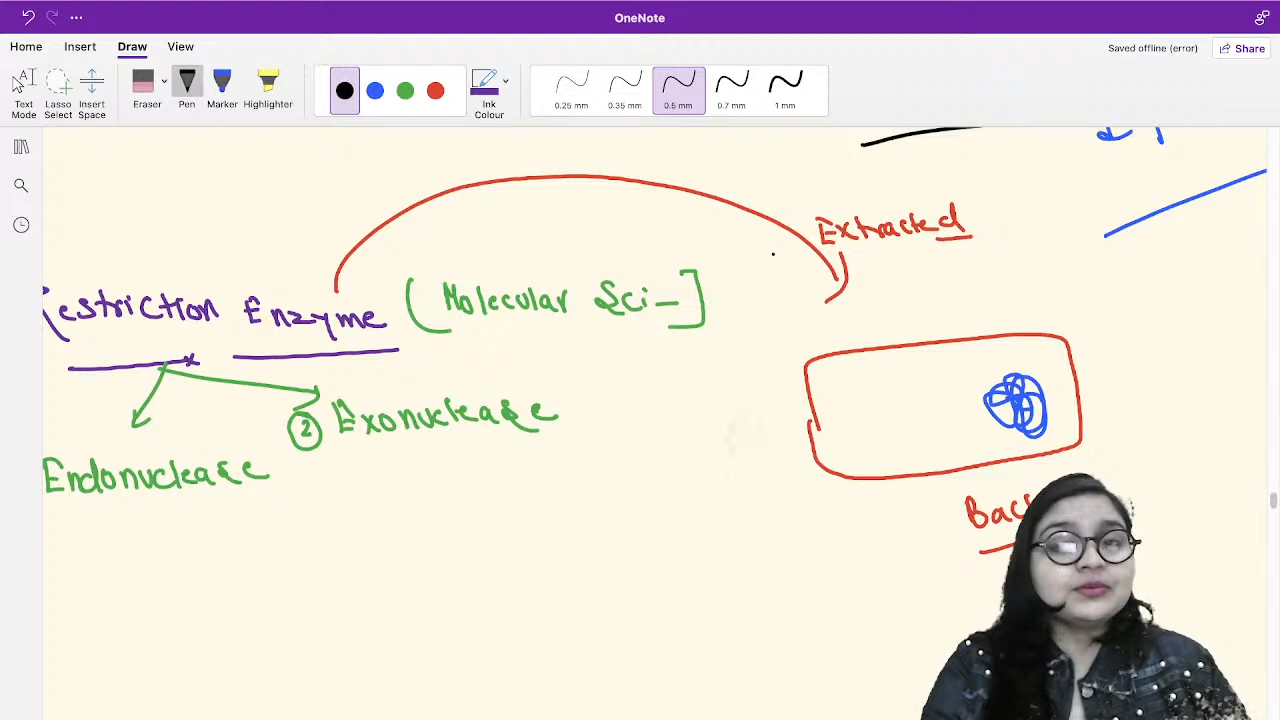 OneNote
Home Insert Draw View
Saved offline (error) Share
Text Mode
Lasso Select
Insert Space
Eraser
Pen
Marker
Highlighter
Ink Colour
0.25 mm
0.35 mm
0.5 mm
0.7 mm
1 mm
Extracted
Restriction Enzyme (Molecular Sci-]
2 Exonuclease
Endonuclease